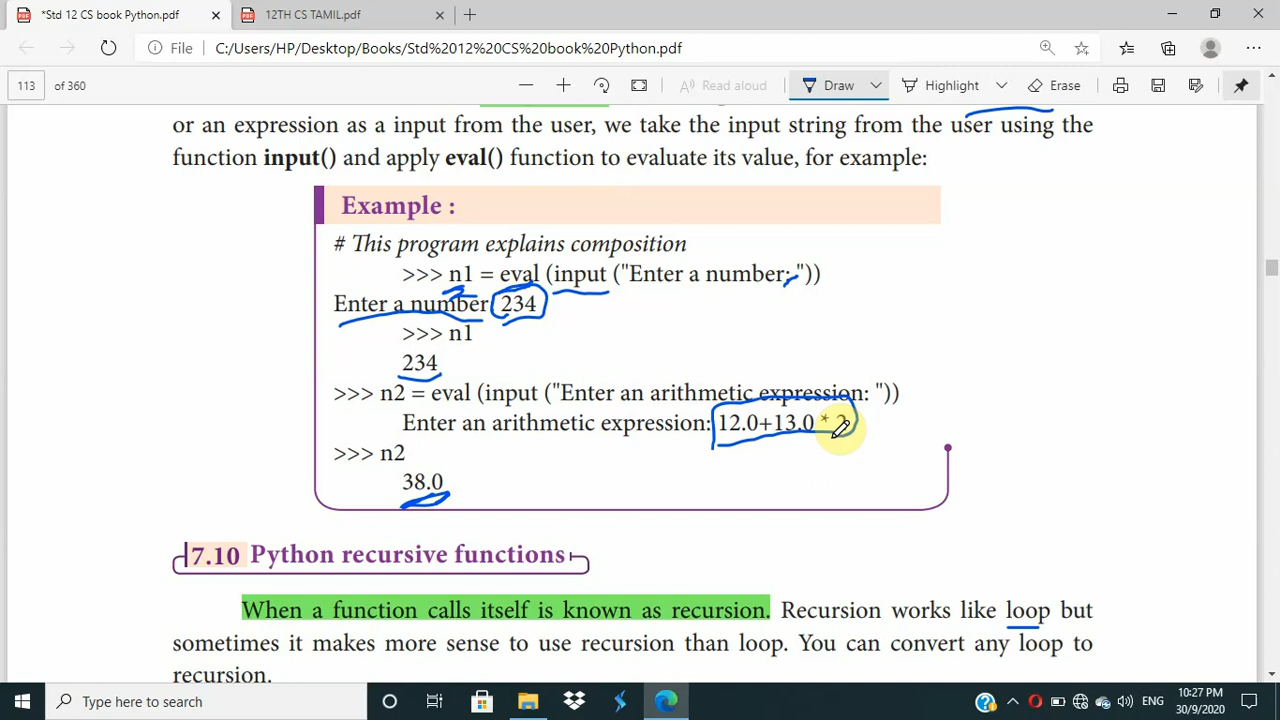 *Std 12 CS book Python.pdf
12TH CS TAMIL.pdf
File C:/Users/HP/Desktop/Books/Std%2012%20CS%20book%20Python.pdf
113 of 360 Read aloud Draw Highlight Erase
or an expression as a input from the user, we take the input string from the user using the
function input() and apply eval() function to evaluate its value, for example:
Example :
# This program explains composition
>>> n1 = eval (input ("Enter a number: "))
Enter a number 234
>>> n1
234
>>> n2 = eval (input ("Enter an arithmetic expression: "))
Enter an arithmetic expression: 12.0+13.0 * 2
>>> n2
38.0
7.10 Python recursive functions
When a function calls itself is known as recursion. Recursion works like loop but
sometimes it makes more sense to use recursion than loop. You can convert any loop to
recursion.
Type here to search
ENG
10:27 PM
30/9/2020